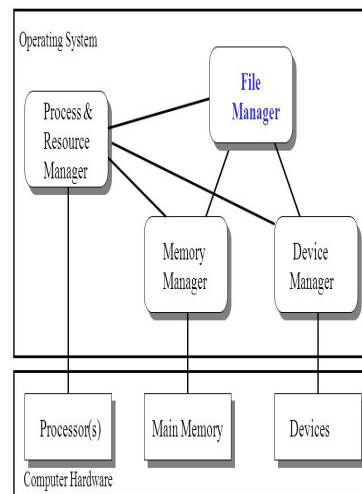 Operating System
File
Manager
Process &
Resource
Manager
Memory
Manager
Device
Manager
Processor(s)
Main Memory
Devices
Computer Hardware